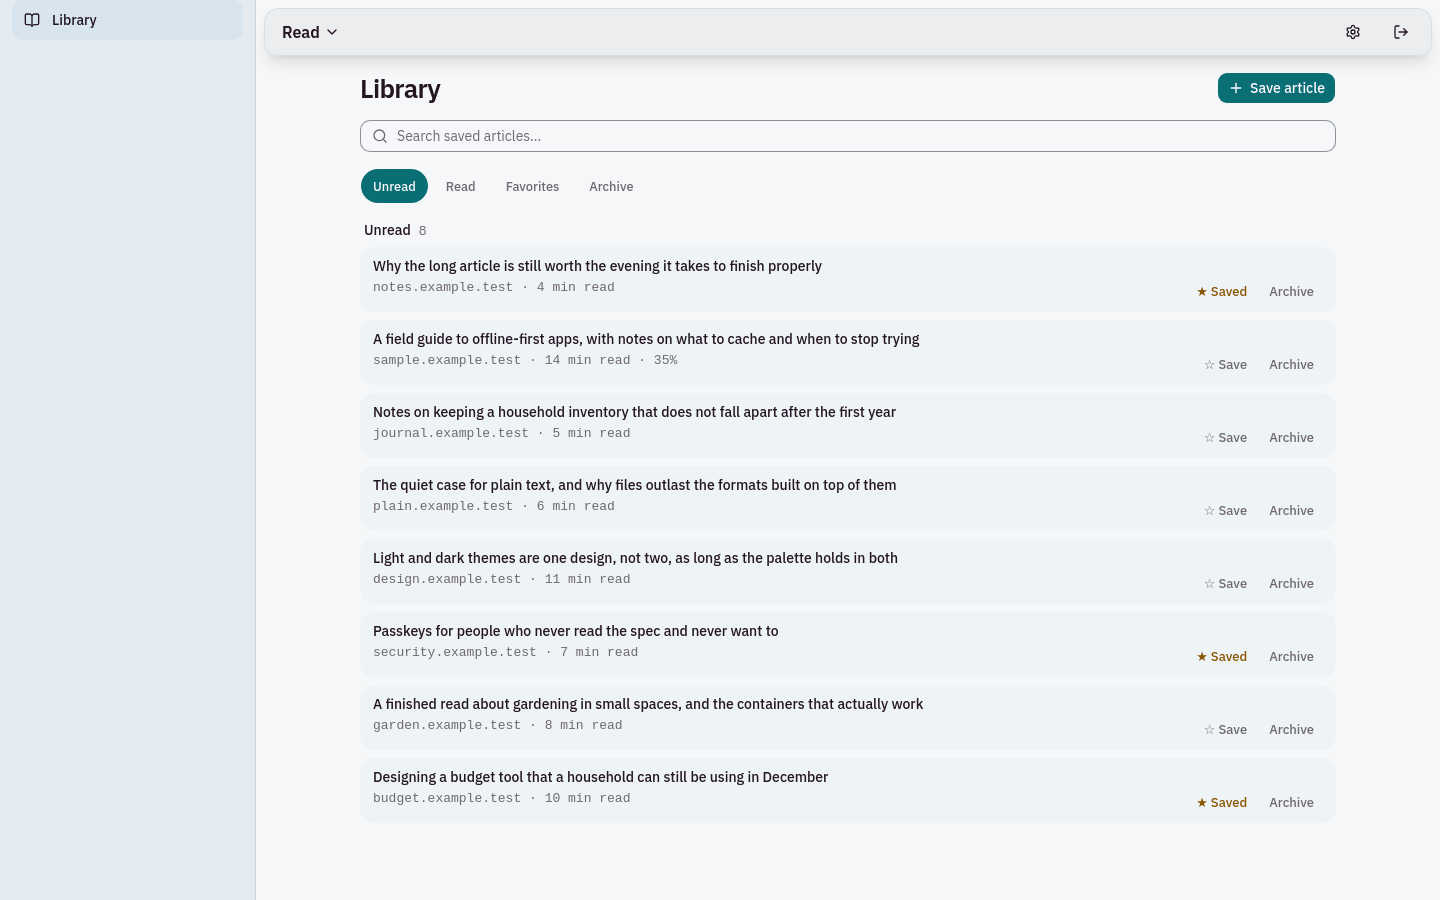 Library
Read
Library
+ Save article
Search saved articles...
Unread Read Favorites Archive
Unread 8
Why the long article is still worth the evening it takes to finish properly
notes.example.test · 4 min read
★ Saved Archive
A field guide to offline-first apps, with notes on what to cache and when to stop trying
sample.example.test · 14 min read · 35%
☆ Save Archive
Notes on keeping a household inventory that does not fall apart after the first year
journal.example.test · 5 min read
☆ Save Archive
The quiet case for plain text, and why files outlast the formats built on top of them
plain.example.test · 6 min read
☆ Save Archive
Light and dark themes are one design, not two, as long as the palette holds in both
design.example.test · 11 min read
☆ Save Archive
Passkeys for people who never read the spec and never want to
security.example.test · 7 min read
★ Saved Archive
A finished read about gardening in small spaces, and the containers that actually work
garden.example.test · 8 min read
☆ Save Archive
Designing a budget tool that a household can still be using in December
budget.example.test · 10 min read
★ Saved Archive